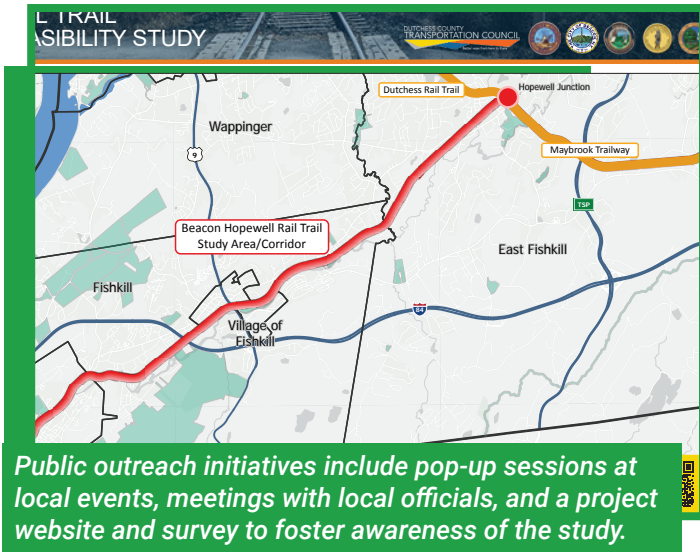 L TRAIL
ASIBILITY STUDY
DUTCHESS COUNTY
TRANSPORTATION COUNCIL
Dutchess Rail Trail
Hopewell Junction
Wappinger
9
Maybrook Trailway
TSP
Beacon Hopewell Rail Trail
Study Area/Corridor
East Fishkill
Fishkill
84
Village of
Fishkill
Public outreach initiatives include pop-up sessions at
local events, meetings with local officials, and a project
website and survey to foster awareness of the study.